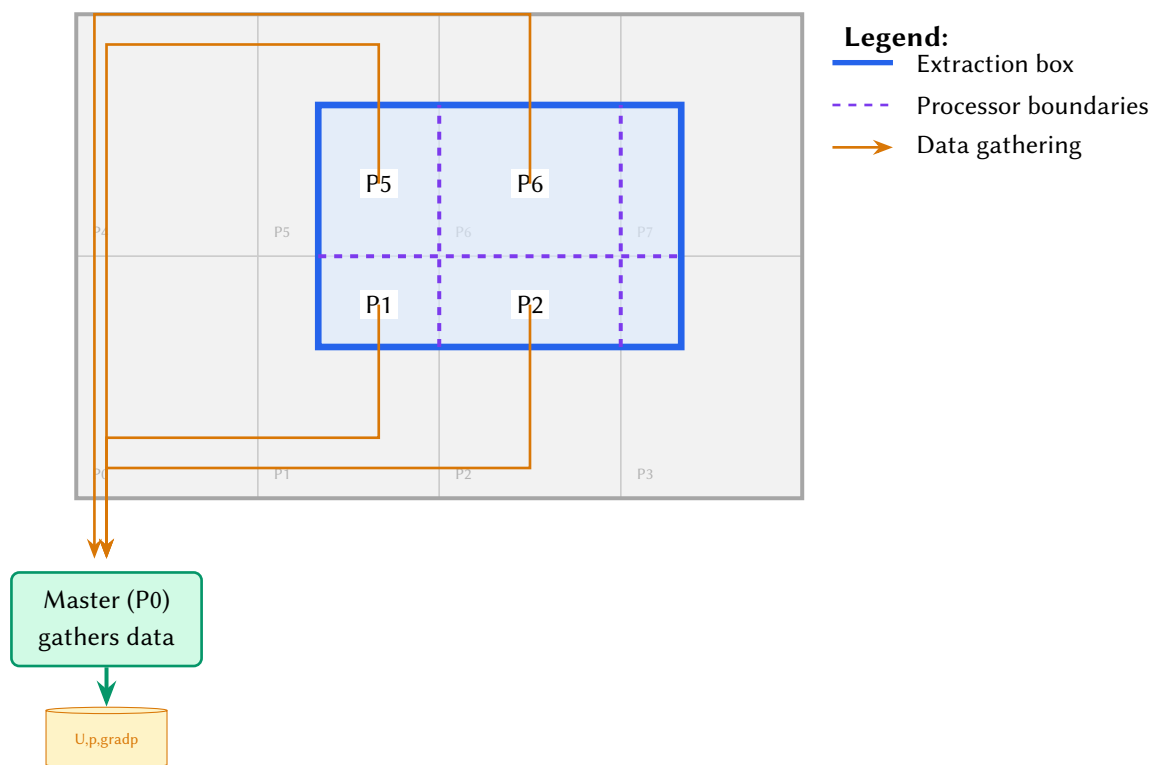 Legend:
Extraction box
Processor boundaries
Data gathering
P5
P6
P4
P5
P6
P7
P1
P2
P0
P1
P2
P3
Master (P0)
gathers data
U,p,gradp